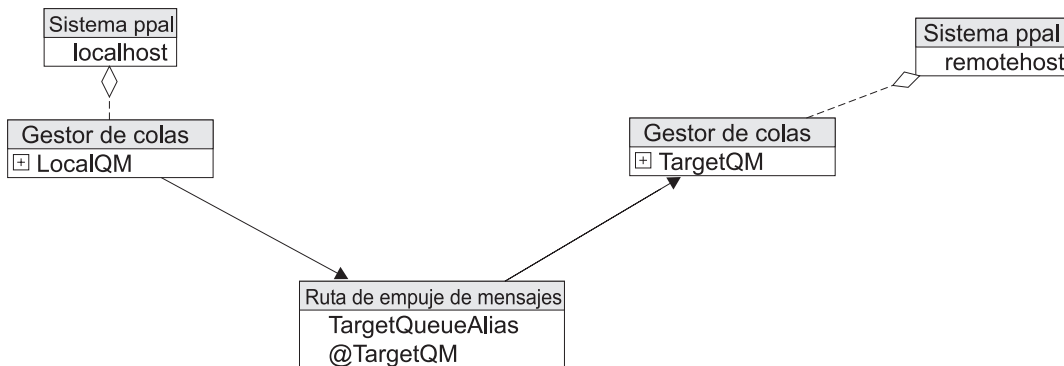 Sistema ppal
localhost
Sistema ppal
remotehost
Gestor de colas
+ LocalQM
Gestor de colas
+ TargetQM
Ruta de empuje de mensajes
TargetQueueAlias
@TargetQM